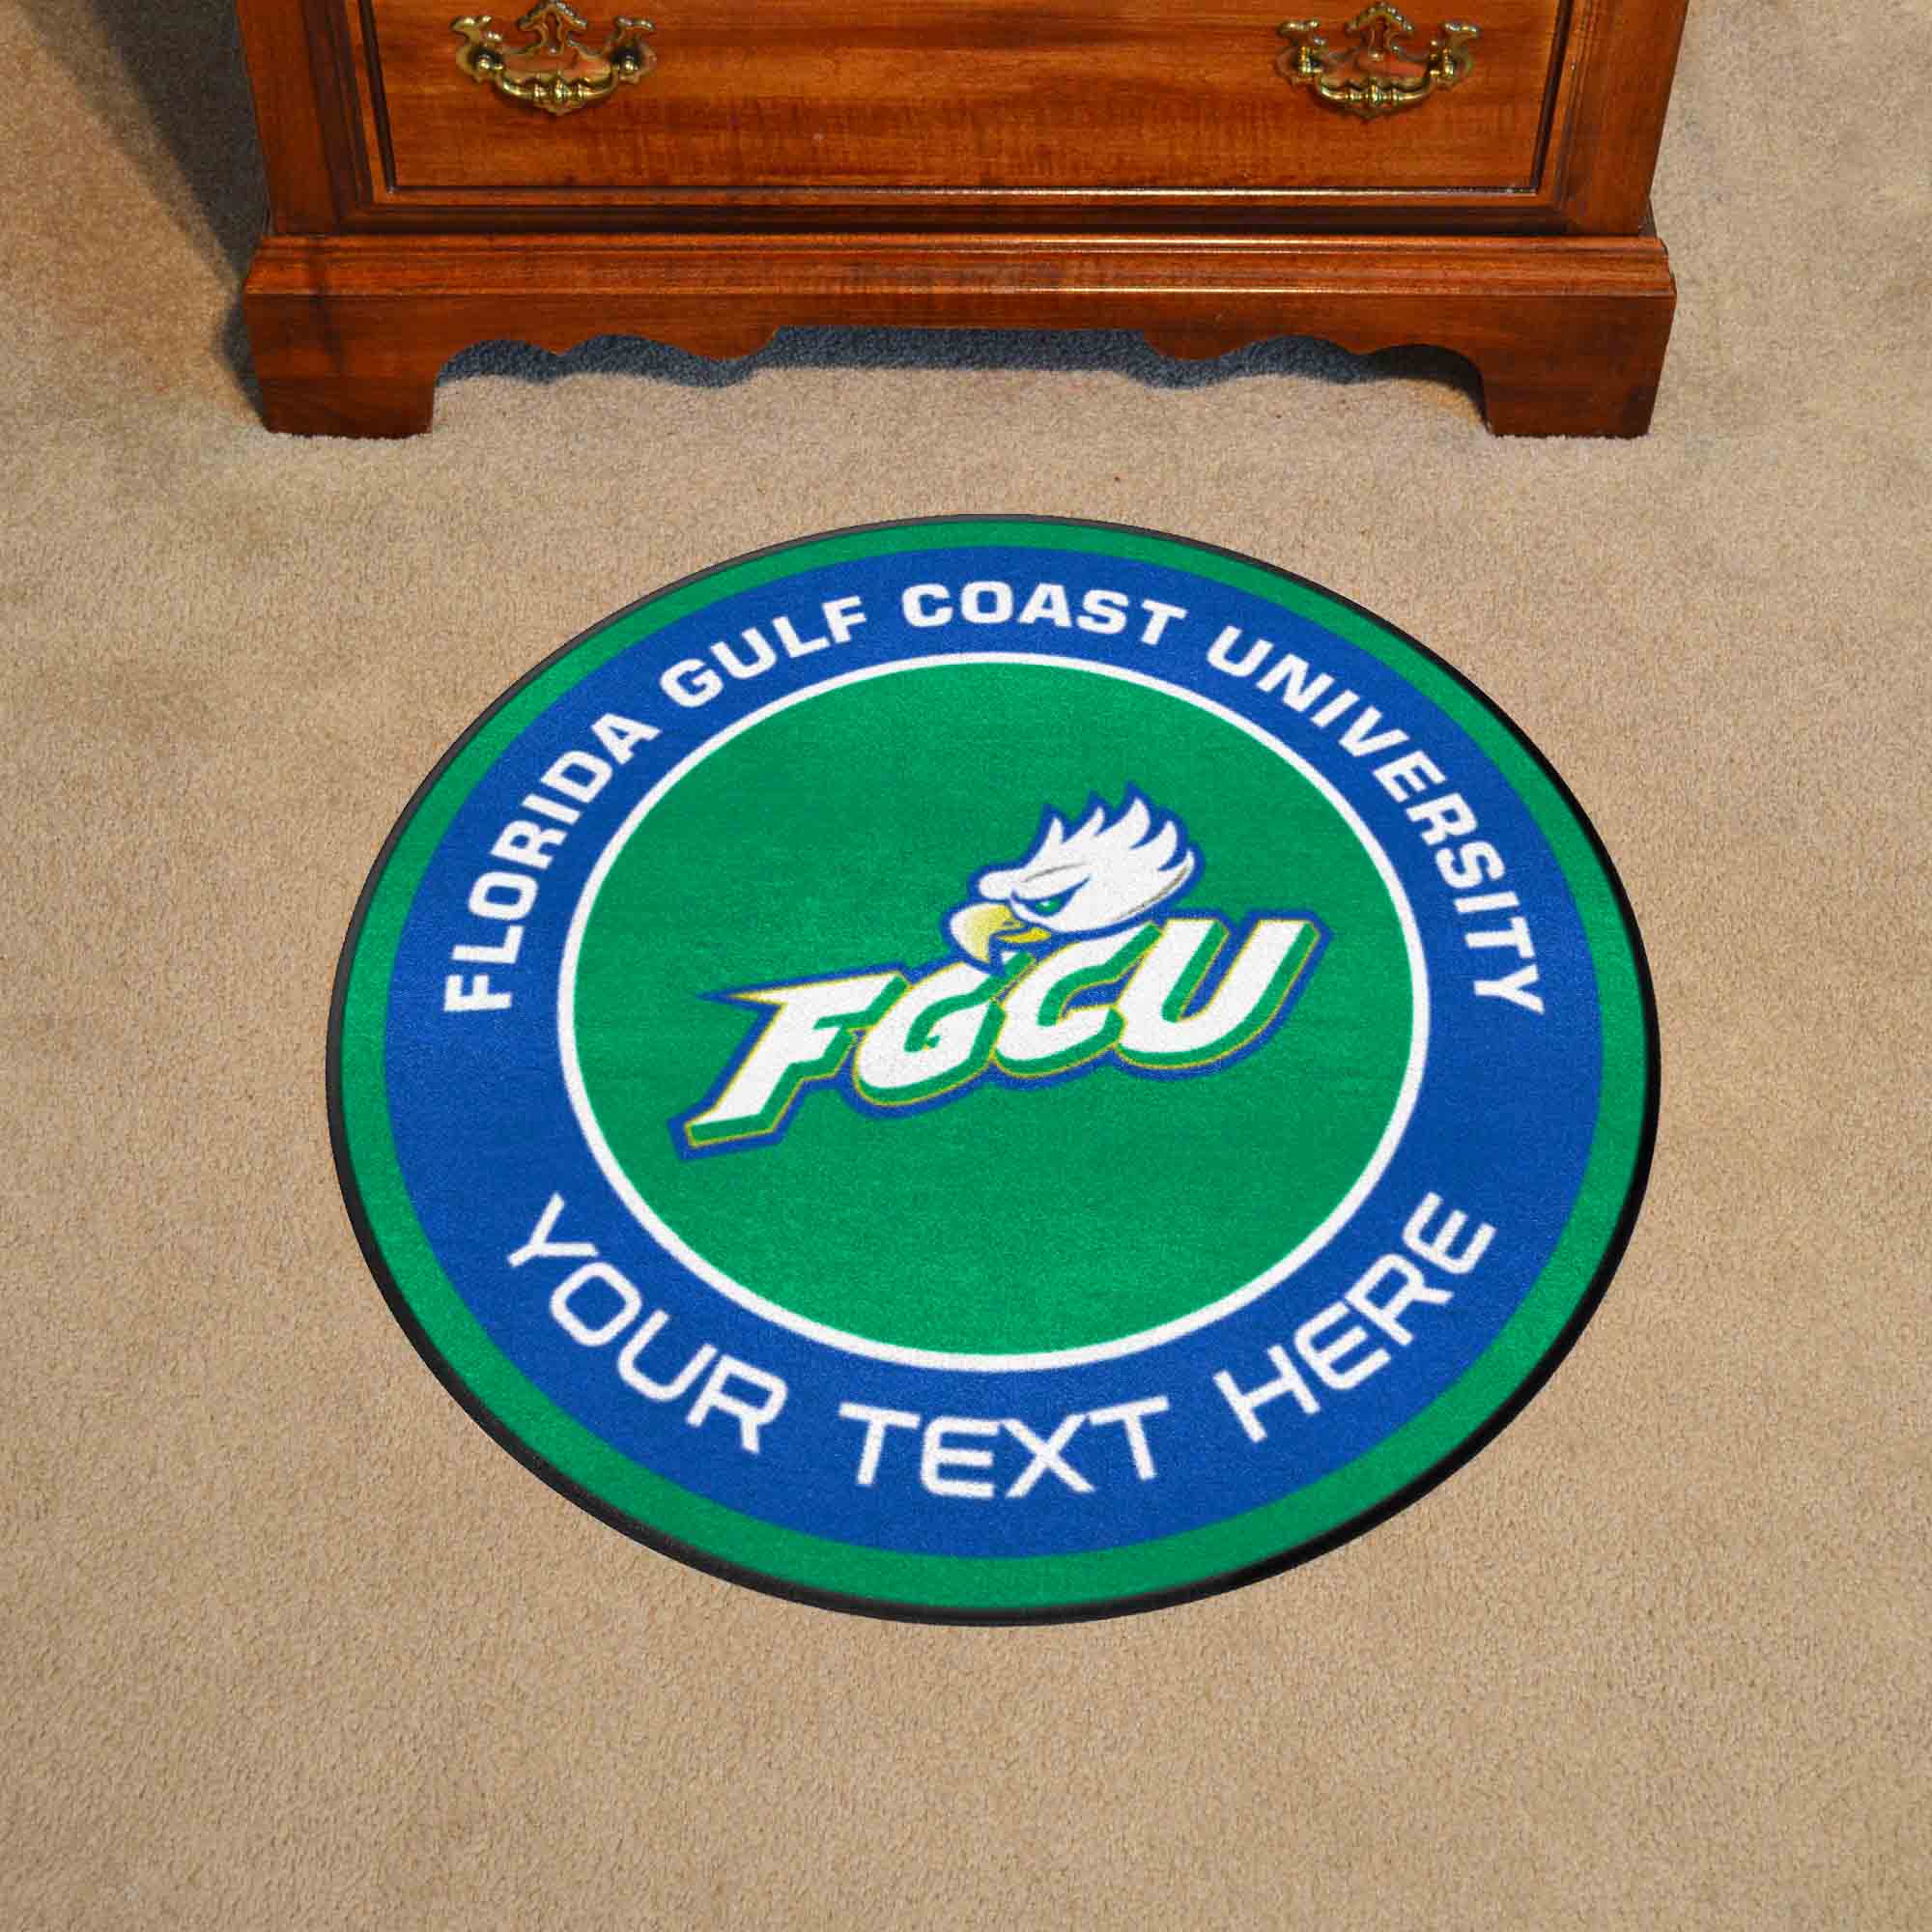 FLORIDA GULF COAST UNIVERSITY
FGCU
YOUR TEXT HERE